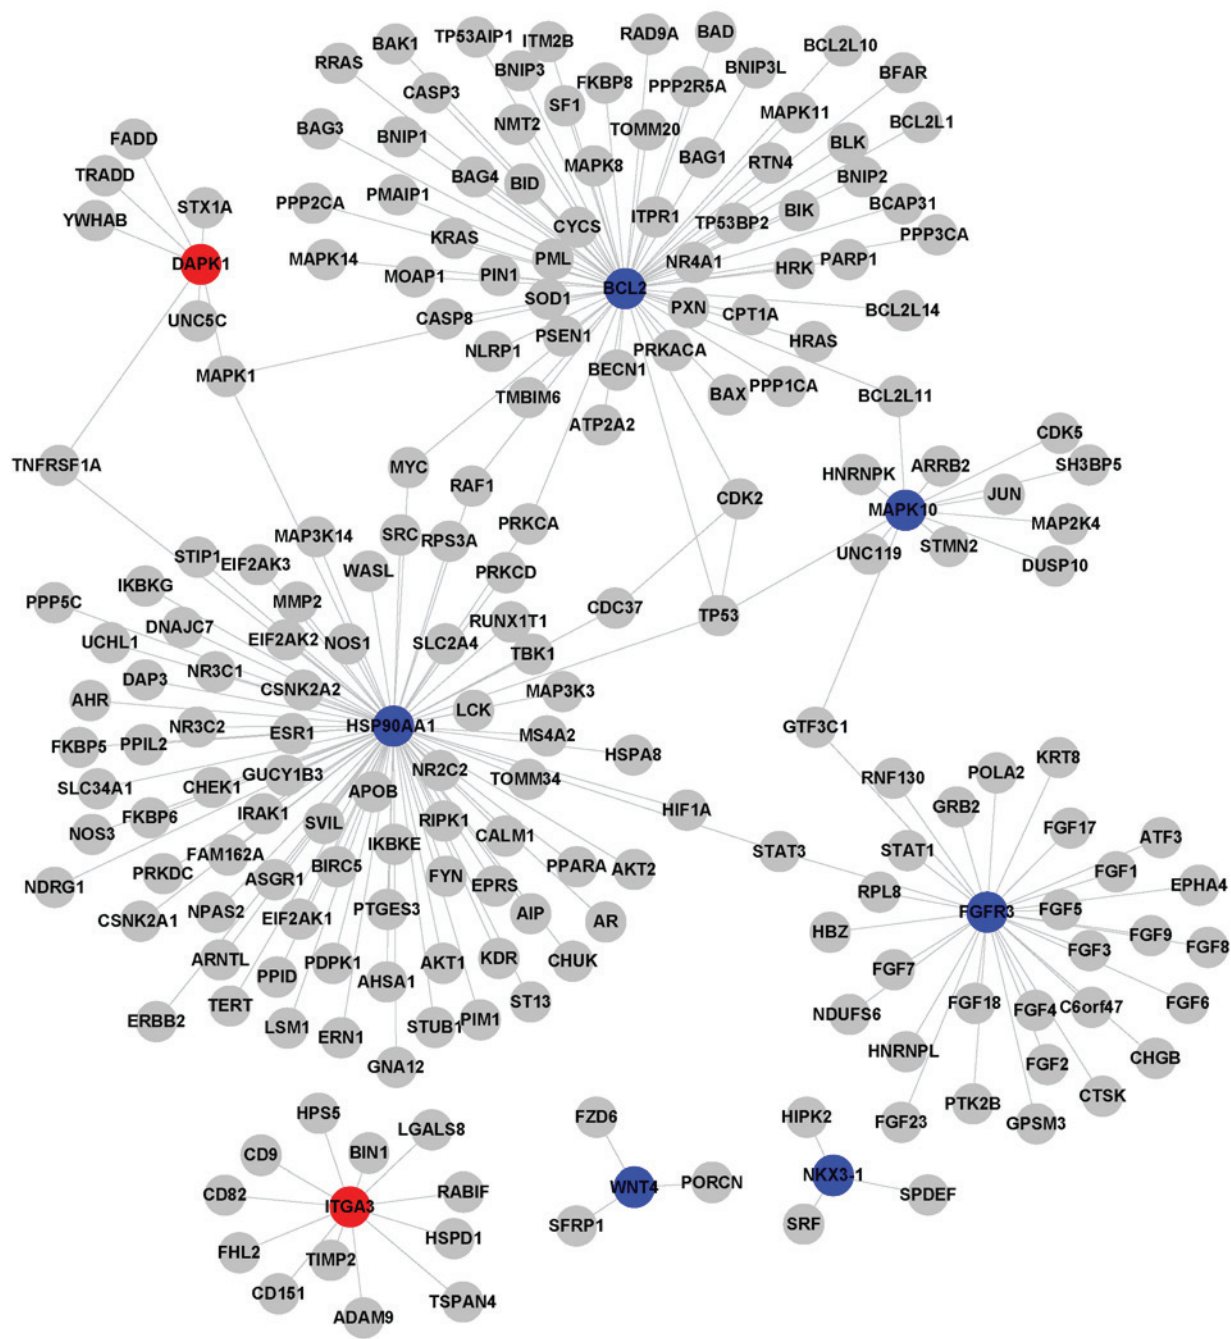 BAK1
TP53AIP1
ITM2B
RAD9A
BAD
BCL2L10
RRAS
BNIP3
FKBP8
PPP2R5A
BNIP3L
BFAR
CASP3
SF1
MAPK11
BAG3
BNIP1
NMT2
TOMM20
BCL2L1
FADD
MAPK8
BAG1
RTN4
BLK
TRADD
PMAIP1
BAG4
BID
BNIP2
YWHAB
STX1A
PPP2CA
ITPR1
TP53BP2
BIK
BCAP31
KRAS
CYCS
PPP3CA
DAPK1
MAPK14
MOAP1
PIN1
PML
NR4A1
HRK
PARP1
BCL2
UNC5C
CASP8
SOD1
PXN
CPT1A
BCL2L14
NLRP1
PSEN1
PRKACA
HRAS
MAPK1
TMBIM6
BECN1
BAX
PPP1CA
BCL2L11
ATP2A2
TNFRSF1A
MYC
RAF1
CDK2
HNRNPK
ARRB2
CDK5
SH3BP5
JUN
MAPK10
MAP2K4
MAP3K14
SRC
RPS3A
PRKCA
UNC119
STMN2
DUSP10
STIP1
EIF2AK3
WASL
PRKCD
IKBKG
MMP2
PPP5C
CDC37
TP53
DNAJC7
RUNX1T1
UCHL1
EIF2AK2
NOS1
SLC2A4
TBK1
NR3C1
DAP3
CSNK2A2
MAP3K3
AHR
LCK
HSP90AA1
GTF3C1
NR3C2
ESR1
MS4A2
FKBP5
PPIL2
HSPA8
SLC34A1
CHEK1
GUCY1B3
NR2C2
TOMM34
RNF130
POLA2
KRT8
APOB
FKBP6
IRAK1
HIF1A
GRB2
NOS3
SVIL
RIPK1
CALM1
FGF17
IKBKE
STAT3
STAT1
ATF3
PRKDC
FAM162A
BIRC5
PPARA
AKT2
FGF1
NDRG1
ASGR1
FYN
EPRS
RPL8
EPHA4
CSNK2A1
NPAS2
EIF2AK1
PTGES3
AIP
AR
FGFR3
FGF5
HBZ
FGF9
FGF8
ARNTL
PPID
PDPK1
AHSA1
AKT1
KDR
CHUK
FGF7
FGF3
TERT
ST13
NDUFS6
FGF18
FGF4
C6orf47
FGF6
ERBB2
LSM1
ERN1
STUB1
PIM1
HNRNPL
FGF2
CHGB
GNA12
CTSK
HPS5
LGALS8
FZD6
HIPK2
FGF23
PTK2B
GPSM3
CD9
BIN1
CD82
RABIF
WNT4
PORCN
NKX3-1
SPDEF
ITGA3
SFRP1
SRF
FHL2
TIMP2
HSPD1
CD151
ADAM9
TSPAN4